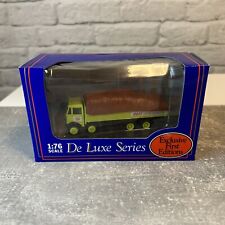 1:76
SCALE
De Luxe Series
Exclusive
First
Editions